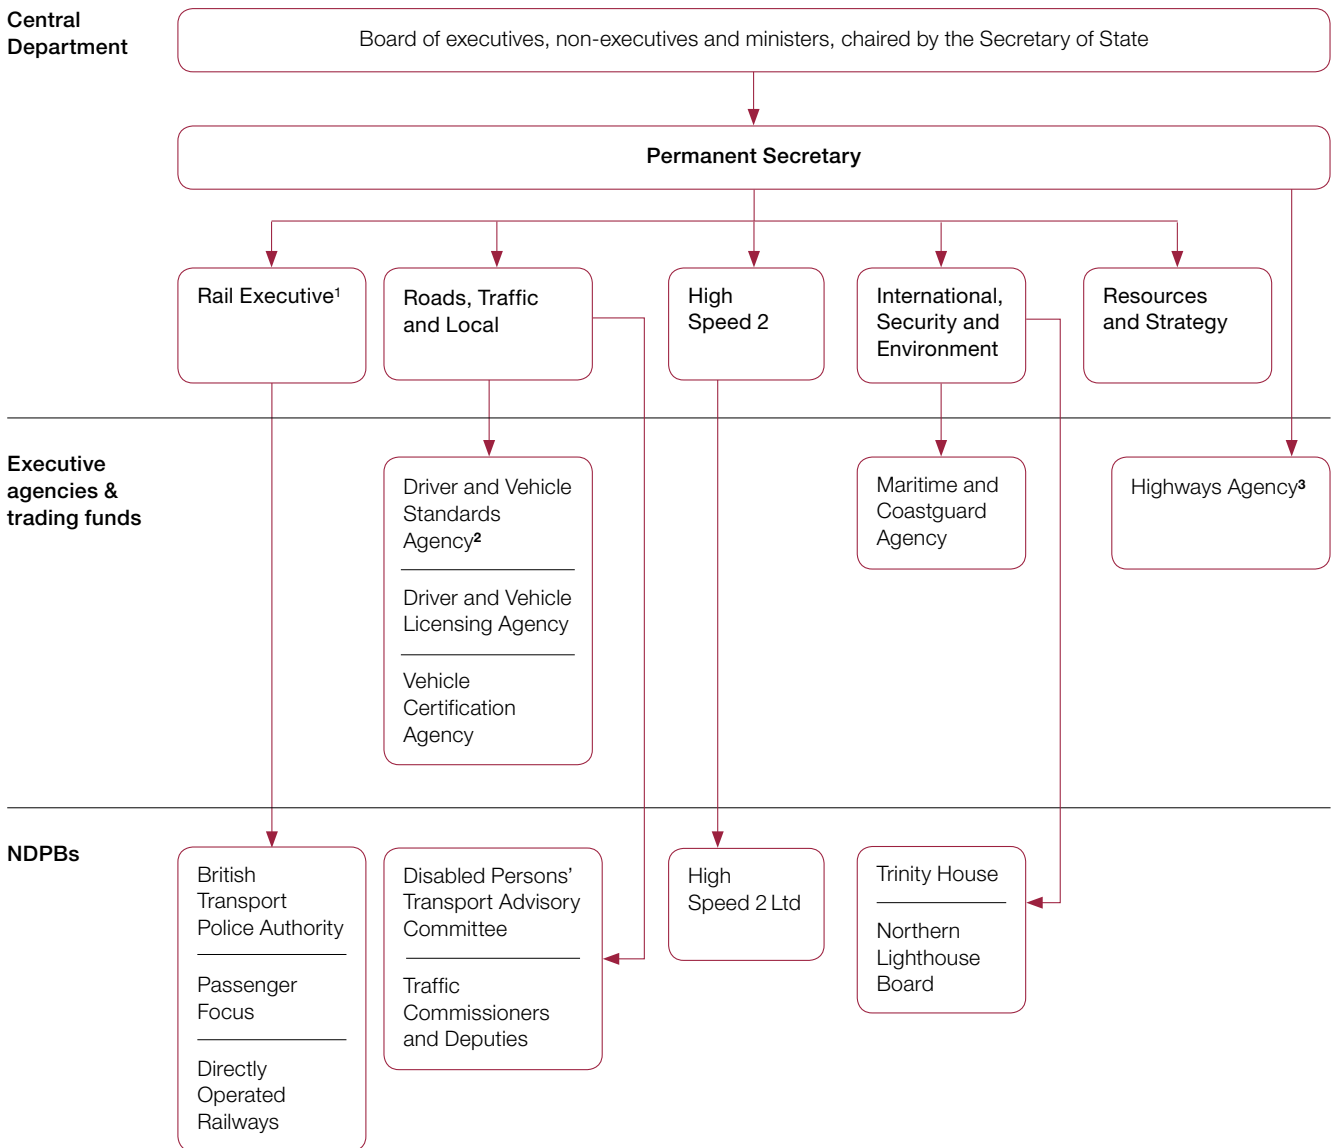 Central
Department
Board of executives, non-executives and ministers, chaired by the Secretary of State
Permanent Secretary
Rail Executive¹
Roads, Traffic
and Local
High
Speed 2
International,
Security and
Environment
Resources
and Strategy
Executive
agencies &
trading funds
Driver and Vehicle
Standards
Agency²
Driver and Vehicle
Licensing Agency
Vehicle
Certification
Agency
Maritime and
Coastguard
Agency
Highways Agency³
NDPBs
British
Transport
Police Authority
Passenger
Focus
Directly
Operated
Railways
Disabled Persons’
Transport Advisory
Committee
Traffic
Commissioners
and Deputies
High
Speed 2 Ltd
Trinity House
Northern
Lighthouse
Board